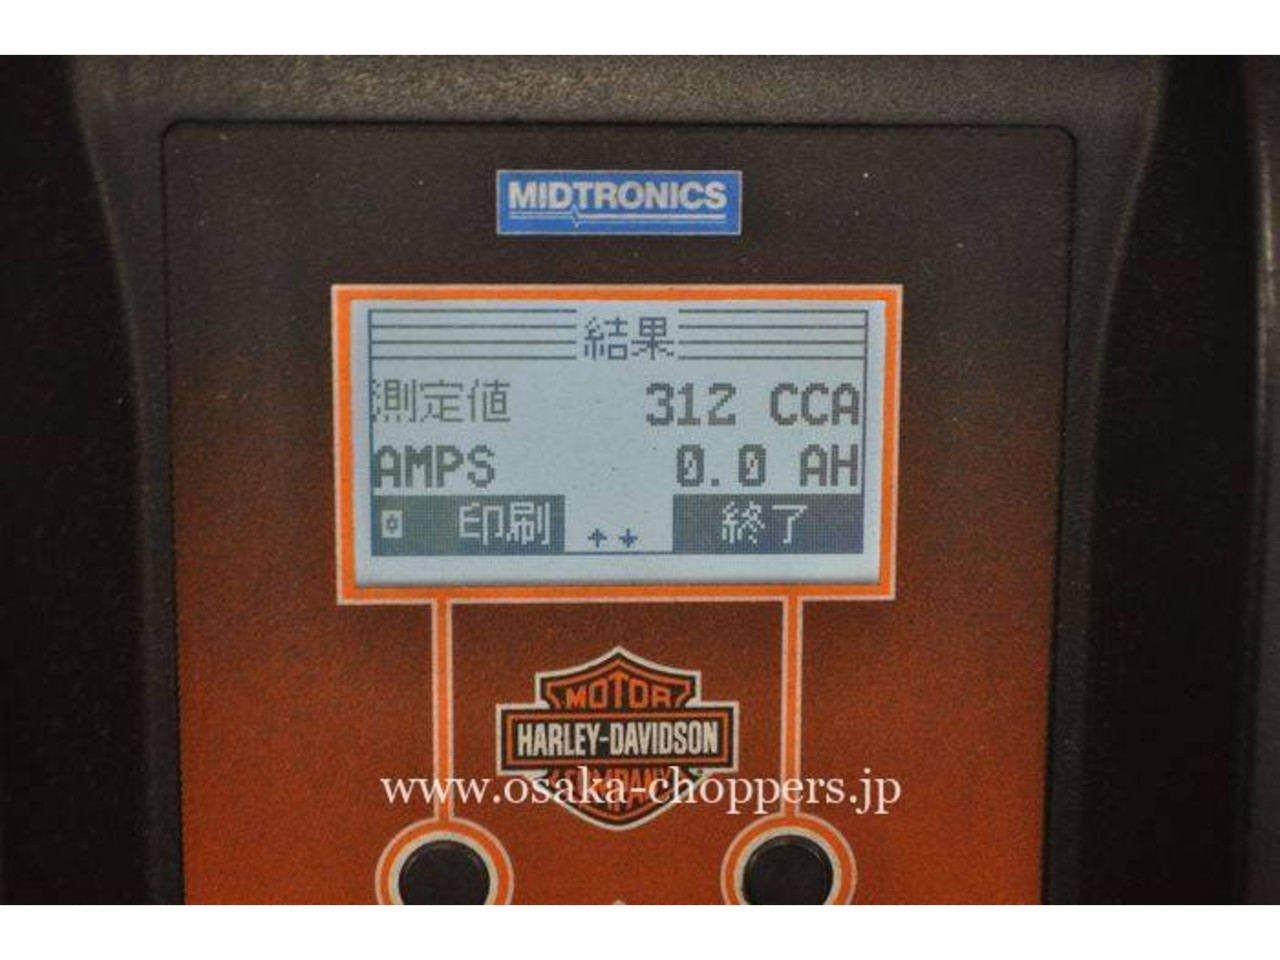 MIDTRONICS
結果
測定値 312 CCA
AMPS 0.0 AH
印刷 ↑↓ 終了
MOTOR
HARLEY-DAVIDSON
COMPANY
www.osaka-choppers.jp